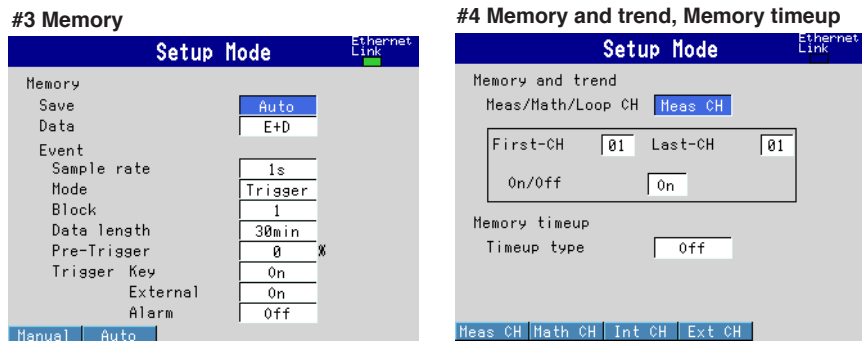 #3 Memory
Setup Mode
Ethernet
Link
Memory
Save Auto
Data E+D
Event
Sample rate 1s
Mode Trigger
Block 1
Data length 30min
Pre-Trigger 0 %
Trigger Key On
External On
Alarm Off
Manual Auto
#4 Memory and trend, Memory timeup
Setup Mode
Ethernet
Link
Memory and trend
Meas/Math/Loop CH Meas CH
First-CH 01 Last-CH 01
On/Off On
Memory timeup
Timeup type Off
Meas CH Math CH Int CH Ext CH